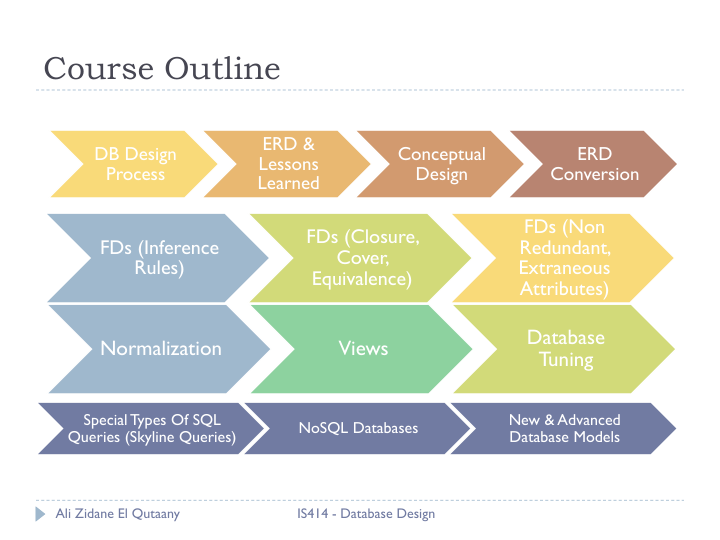 Course Outline
DB Design
Process
ERD &
Lessons
Learned
Conceptual
Design
ERD
Conversion
FDs (Inference
Rules)
FDs (Closure,
Cover,
Equivalence)
FDs (Non
Redundant,
Extraneous
Attributes)
Normalization
Views
Database
Tuning
Special Types Of SQL
Queries (Skyline Queries)
NoSQL Databases
New & Advanced
Database Models
Ali Zidane El Qutaany
IS414 - Database Design